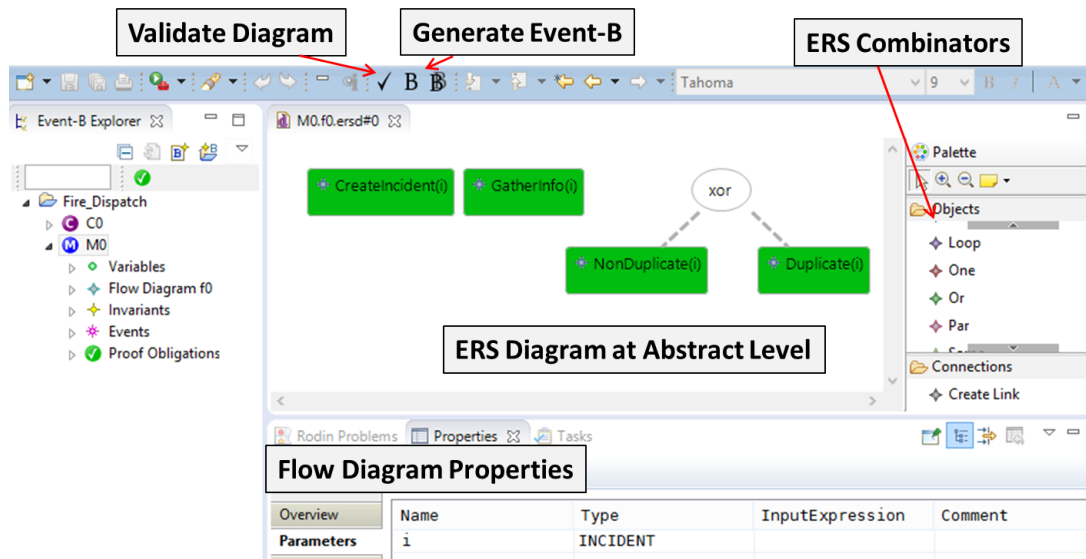 Validate Diagram
Generate Event-B
ERS Combinators
B
Tahoma
9
B
I
A
Event-B Explorer
M0.f0.ersd#0
Palette
CreateIncident(i)
GatherInfo(i)
xor
Fire_Dispatch
Objects
C C0
Loop
M M0
NonDuplicate(i)
Duplicate(i)
One
Variables
Or
Flow Diagram f0
Par
Invariants
Events
ERS Diagram at Abstract Level
Proof Obligations
Connections
Create Link
Rodin Problems
Properties
Tasks
Flow Diagram Properties
Overview
Name Type InputExpression Comment
Parameters
i INCIDENT